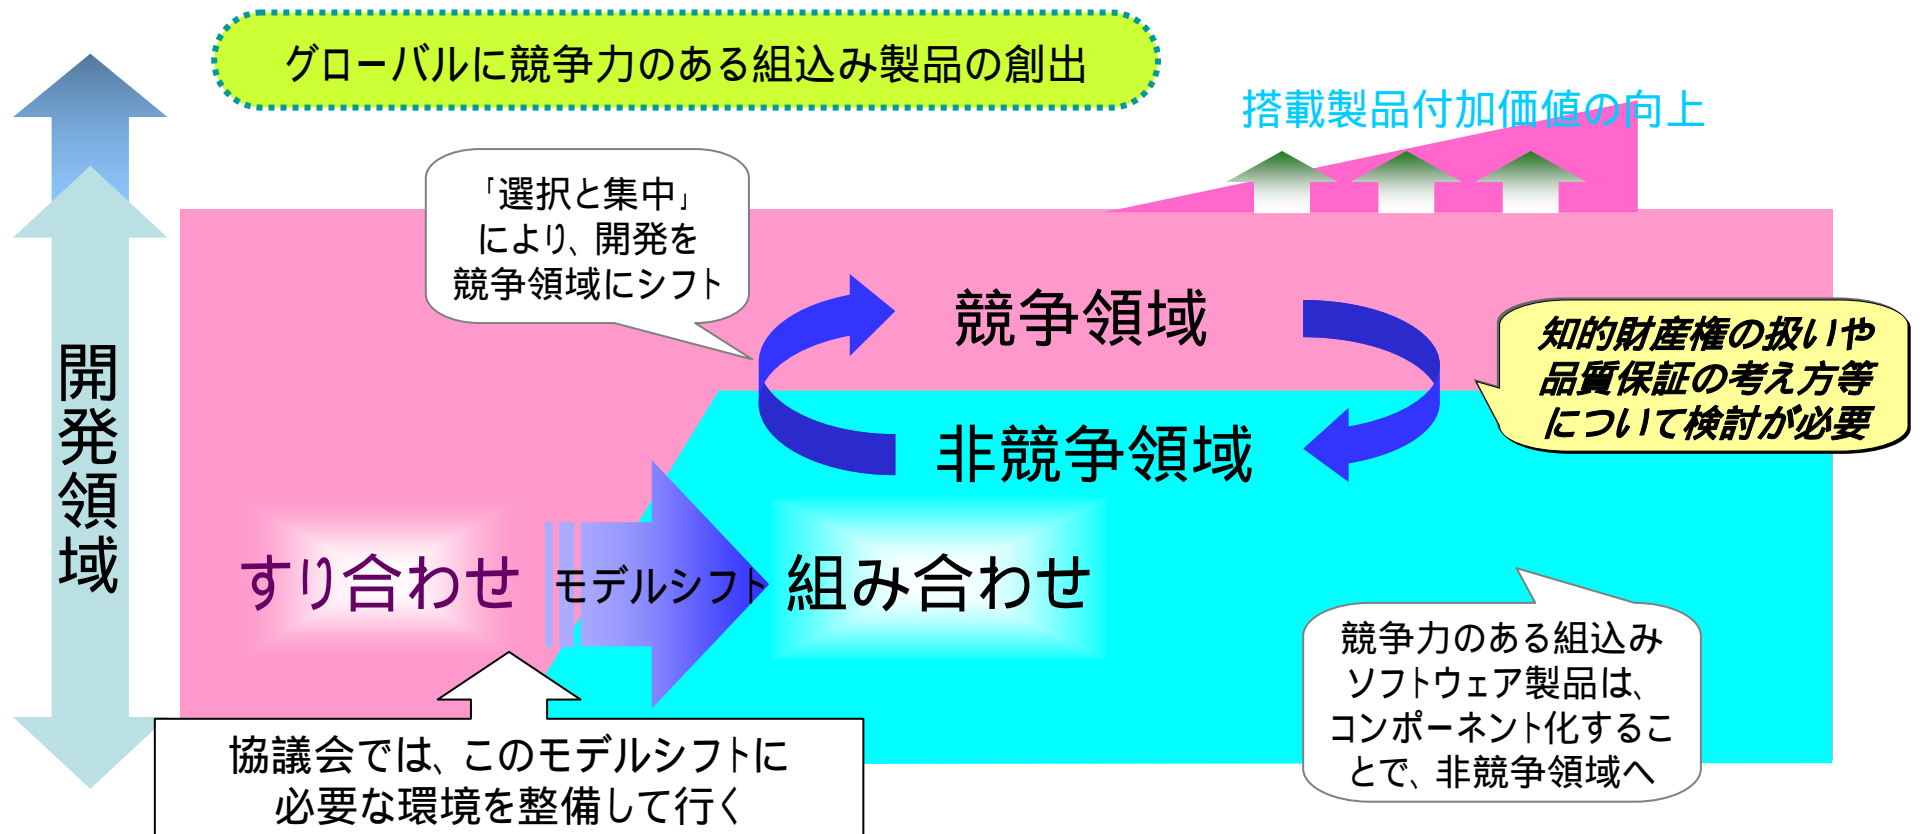 グローバルに競争力のある組込み製品の創出
搭載製品付加価値の向上
「選択と集中」
により、開発を
競争領域にシフト
競争領域
知的財産権の扱いや
品質保証の考え方等
について検討が必要
非競争領域
開発領域
すり合わせ
モデルシフト
組み合わせ
競争力のある組込み
ソフトウェア製品は、
コンポーネント化するこ
とで、非競争領域へ
協議会では、このモデルシフトに
必要な環境を整備して行く